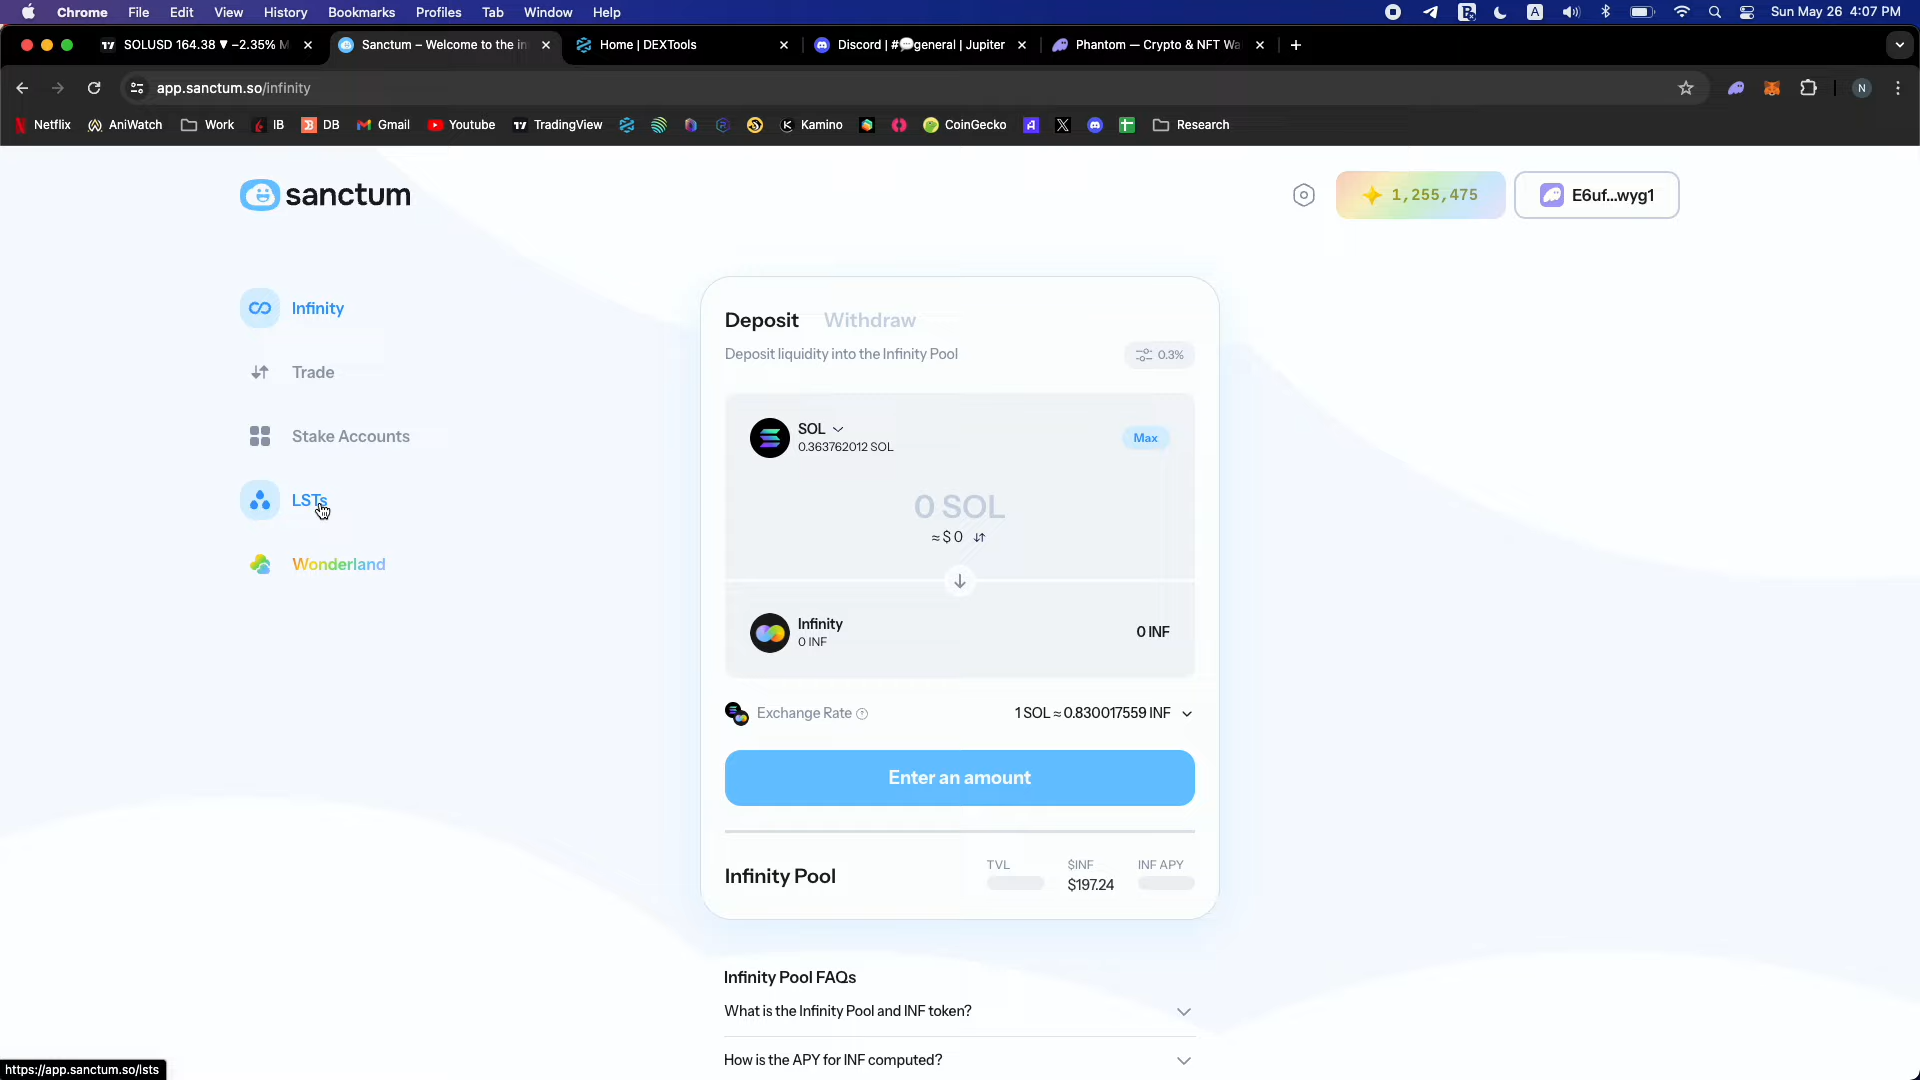 Chrome File Edit View History Bookmarks Profiles Tab Window Help
A
Sun May 26 4:07 PM
SOLUSD 164.38 ▼ −2.35% M
Sanctum – Welcome to the in
Home | DEXTools
Discord | #💬general | Jupiter
Phantom — Crypto & NFT Wa
app.sanctum.so/infinity
N
Netflix AniWatch Work IB DB Gmail Youtube TradingView Kamino CoinGecko Research
sanctum
1,255,475
E6uf...wyg1
Infinity
Trade
Stake Accounts
LSTs
Wonderland
Deposit Withdraw
Deposit liquidity into the Infinity Pool
0.3%
SOL
0.363762012 SOL
Max
0 SOL
≈ $ 0
Infinity
0 INF
0 INF
Exchange Rate
1 SOL ≈ 0.830017559 INF
Enter an amount
Infinity Pool
TVL
$INF
$197.24
INF APY
Infinity Pool FAQs
What is the Infinity Pool and INF token?
How is the APY for INF computed?
https://app.sanctum.so/lsts